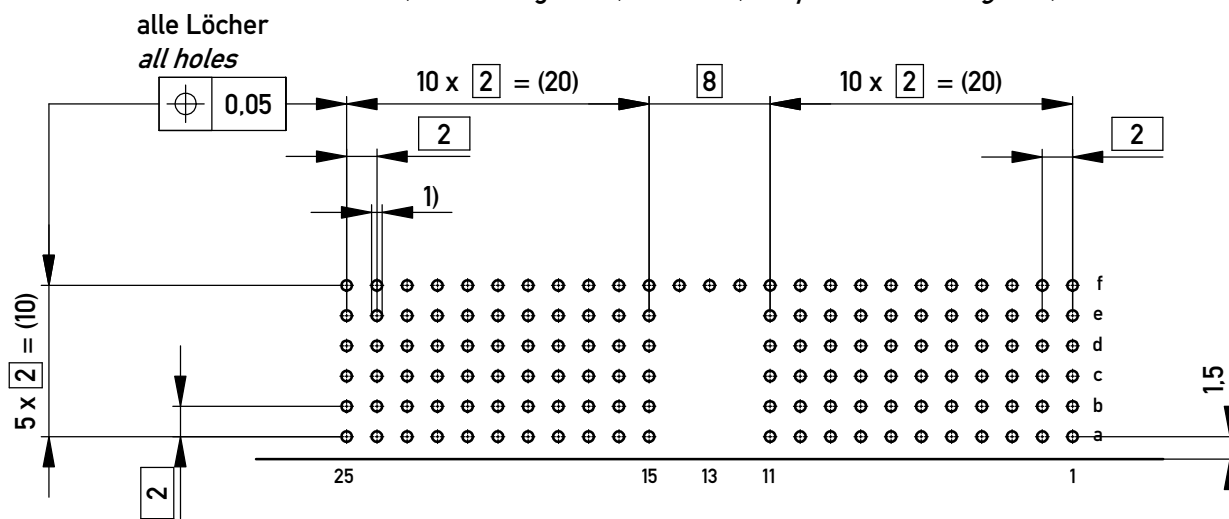 alle Löcher
all holes
0,05
10 x 2 = (20)
8
10 x 2 = (20)
2
2
1)
f
e
d
c
b
a
5 x 2 = (10)
2
1,5
25
15
13
11
1